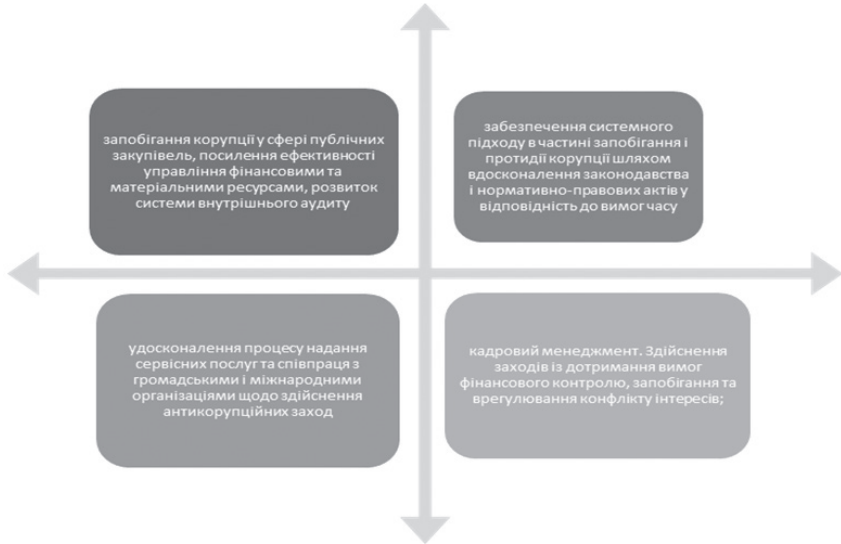 запобігання корупції у сфері публічних
закупівель, посилення ефективності
управління фінансовими та
матеріальними ресурсами, розвиток
системи внутрішнього аудиту
забезпечення системного
підходу в частині запобігання і
протидії корупції шляхом
вдосконалення законодавства
і нормативно-правових актів у
відповідність до вимог часу
удосконалення процесу надання
сервісних послуг та співпраця з
громадськими і міжнародними
організаціями щодо здійснення
антикорупційних заход
кадровий менеджмент. Здійснення
заходів із дотримання вимог
фінансового контролю, запобігання та
врегулювання конфлікту інтересів;